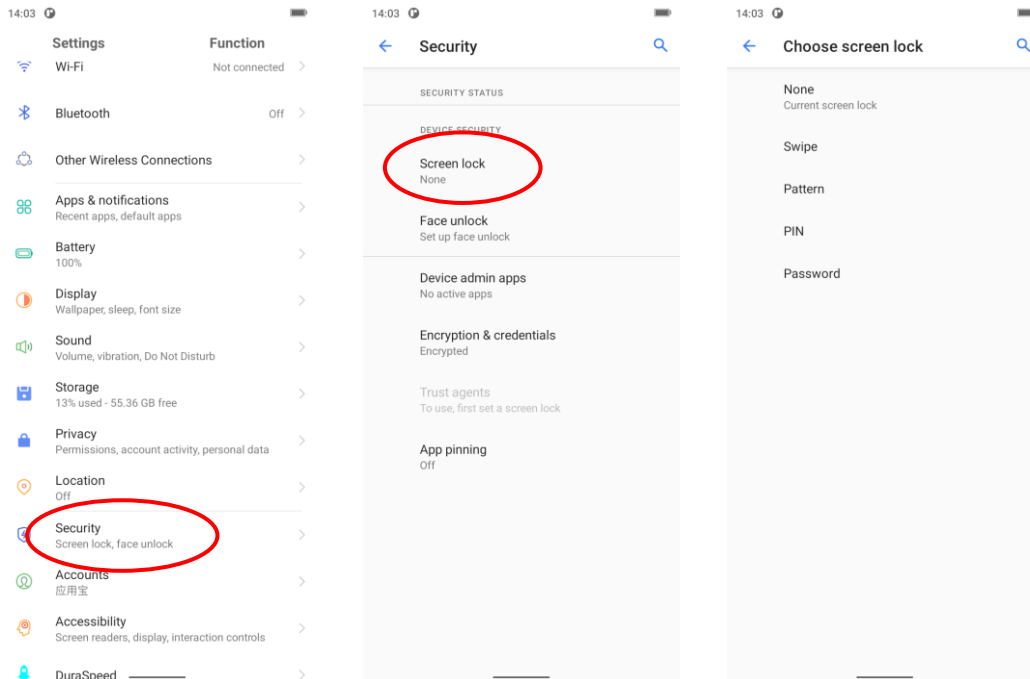 14:03
Settings Function
Wi-Fi Not connected
Bluetooth Off
Other Wireless Connections
Apps & notifications
Recent apps, default apps
Battery
100%
Display
Wallpaper, sleep, font size
Sound
Volume, vibration, Do Not Disturb
Storage
13% used - 55.36 GB free
Privacy
Permissions, account activity, personal data
Location
Off
Security
Screen lock, face unlock
Accounts
应用宝
Accessibility
Screen readers, display, interaction controls
DuraSpeed
14:03
Security
SECURITY STATUS
DEVICE SECURITY
Screen lock
None
Face unlock
Set up face unlock
Device admin apps
No active apps
Encryption & credentials
Encrypted
Trust agents
To use, first set a screen lock
App pinning
Off
14:03
Choose screen lock
None
Current screen lock
Swipe
Pattern
PIN
Password